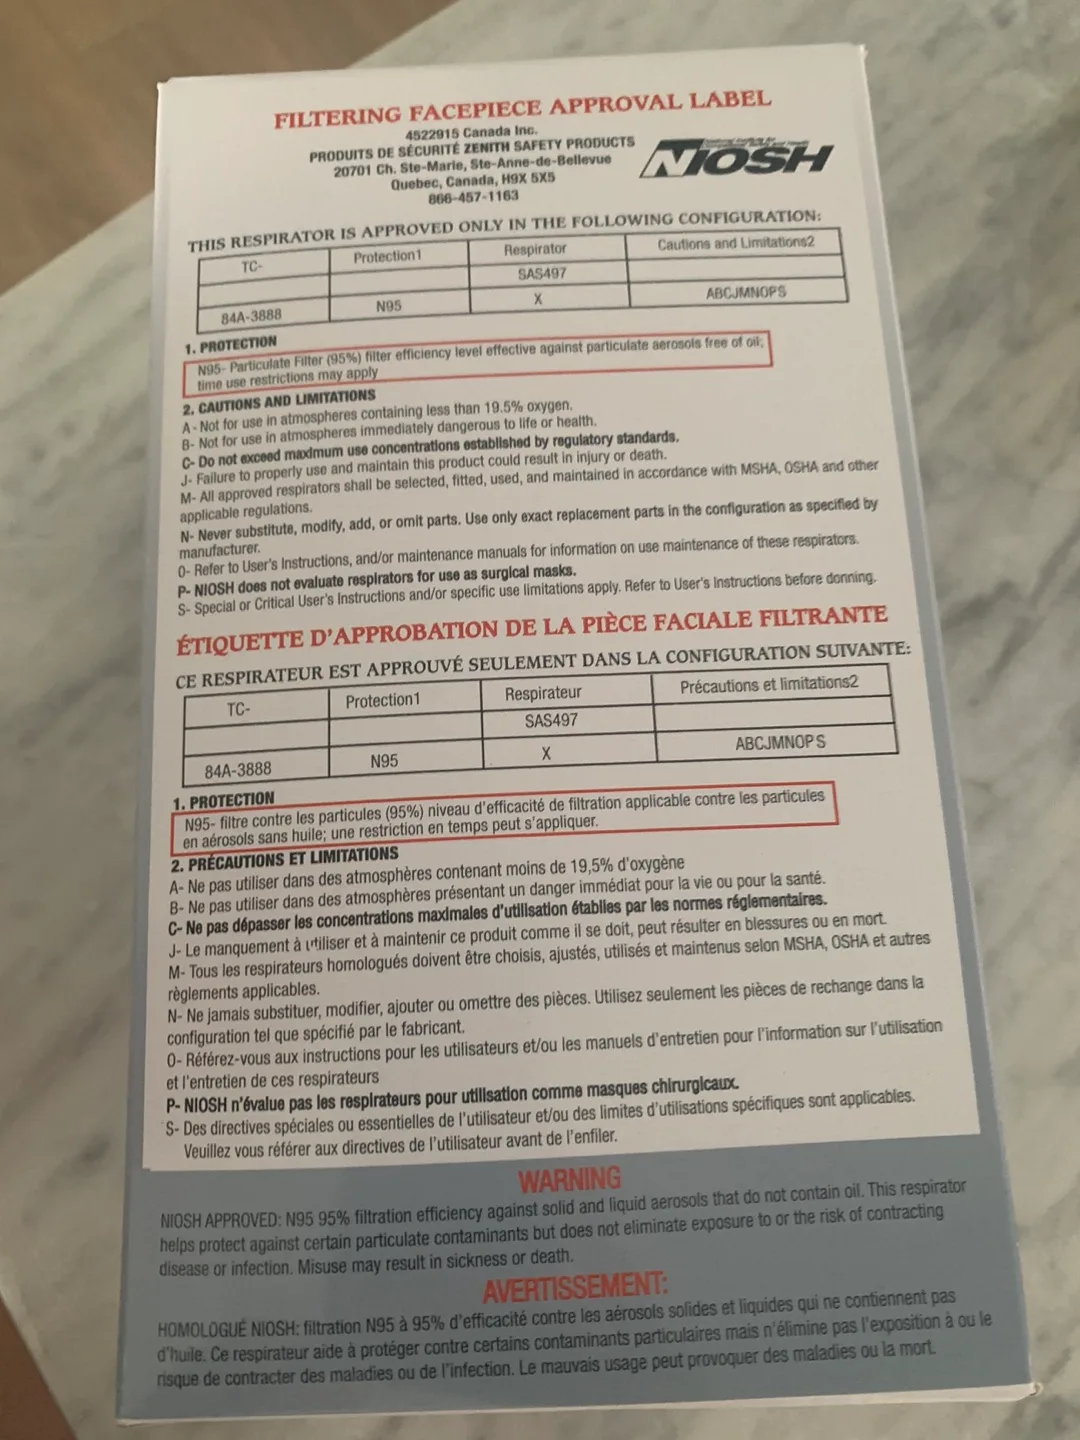 FILTERING FACEPIECE APPROVAL LABEL
4522915 Canada Inc.
PRODUITS DE SÉCURITÉ ZENITH SAFETY PRODUCTS
20701 Ch. Ste-Marie, Ste-Anne-de-Bellevue
Quebec, Canada, H9X 5X5
866-457-1163
NIOSH
THIS RESPIRATOR IS APPROVED ONLY IN THE FOLLOWING CONFIGURATION:
TC- Protection1 Respirator Cautions and Limitations2
SAS497
84A-3888 N95 X ABCJMNOPS
1. PROTECTION
N95- Particulate Filter (95%) filter efficiency level effective against particulate aerosols free of oil;
time use restrictions may apply
2. CAUTIONS AND LIMITATIONS
A - Not for use in atmospheres containing less than 19.5% oxygen.
B- Not for use in atmospheres immediately dangerous to life or health.
C- Do not exceed maxdmum use concentrations established by regulatory standards.
J- Failure to properly use and maintain this product could result in injury or death.
M- All approved respirators shall be selected, fitted, used, and maintained in accordance with MSHA, OSHA and other
applicable regulations.
N- Never substitute, modify, add, or omit parts. Use only exact replacement parts in the configuration as specified by
manufacturer.
O- Refer to User's Instructions, and/or maintenance manuals for information on use maintenance of these respirators.
P- NIOSH does not evaluate respirators for use as surgical masks.
S- Special or Critical User's Instructions and/or specific use limitations apply. Refer to User's Instructions before donning.
ÉTIQUETTE D'APPROBATION DE LA PIÈCE FACIALE FILTRANTE
CE RESPIRATEUR EST APPROUVÉ SEULEMENT DANS LA CONFIGURATION SUIVANTE:
TC- Protection1 Respirateur Précautions et limitations2
SAS497
84A-3888 N95 X ABCJMNOPS
1. PROTECTION
N95- filtre contre les particules (95%) niveau d'efficacité de filtration applicable contre les particules
en aérosols sans huile; une restriction en temps peut s'appliquer.
2. PRÉCAUTIONS ET LIMITATIONS
A- Ne pas utiliser dans des atmosphères contenant moins de 19,5% d'oxygène
B- Ne pas utiliser dans des atmosphères présentant un danger immédiat pour la vie ou pour la santé.
C- Ne pas dépasser les concentrations maximales d'utilisation établies par les normes réglementaires.
J- Le manquement à utiliser et à maintenir ce produit comme il se doit, peut résulter en blessures ou en mort.
M- Tous les respirateurs homologués doivent être choisis, ajustés, utilisés et maintenus selon MSHA, OSHA et autres
règlements applicables.
N- Ne jamais substituer, modifier, ajouter ou omettre des pièces. Utilisez seulement les pièces de rechange dans la
configuration tel que spécifié par le fabricant.
O- Référez-vous aux instructions pour les utilisateurs et/ou les manuels d'entretien pour l'information sur l'utilisation
et l'entretien de ces respirateurs
P- NIOSH n'évalue pas les respirateurs pour utilisation comme masques chirurgicaux.
S- Des directives spéciales ou essentielles de l'utilisateur et/ou des limites d'utilisations spécifiques sont applicables.
Veuillez vous référer aux directives de l'utilisateur avant de l'enfiler.
WARNING
NIOSH APPROVED: N95 95% filtration efficiency against solid and liquid aerosols that do not contain oil. This respirator
helps protect against certain particulate contaminants but does not eliminate exposure to or the risk of contracting
disease or infection. Misuse may result in sickness or death.
AVERTISSEMENT:
HOMOLOGUÉ NIOSH: filtration N95 à 95% d'efficacité contre les aérosols solides et liquides qui ne contiennent pas
d'huile. Ce respirateur aide à protéger contre certains contaminants particulaires mais n'élimine pas l'exposition à ou le
risque de contracter des maladies ou de l'infection. Le mauvais usage peut provoquer des maladies ou la mort.